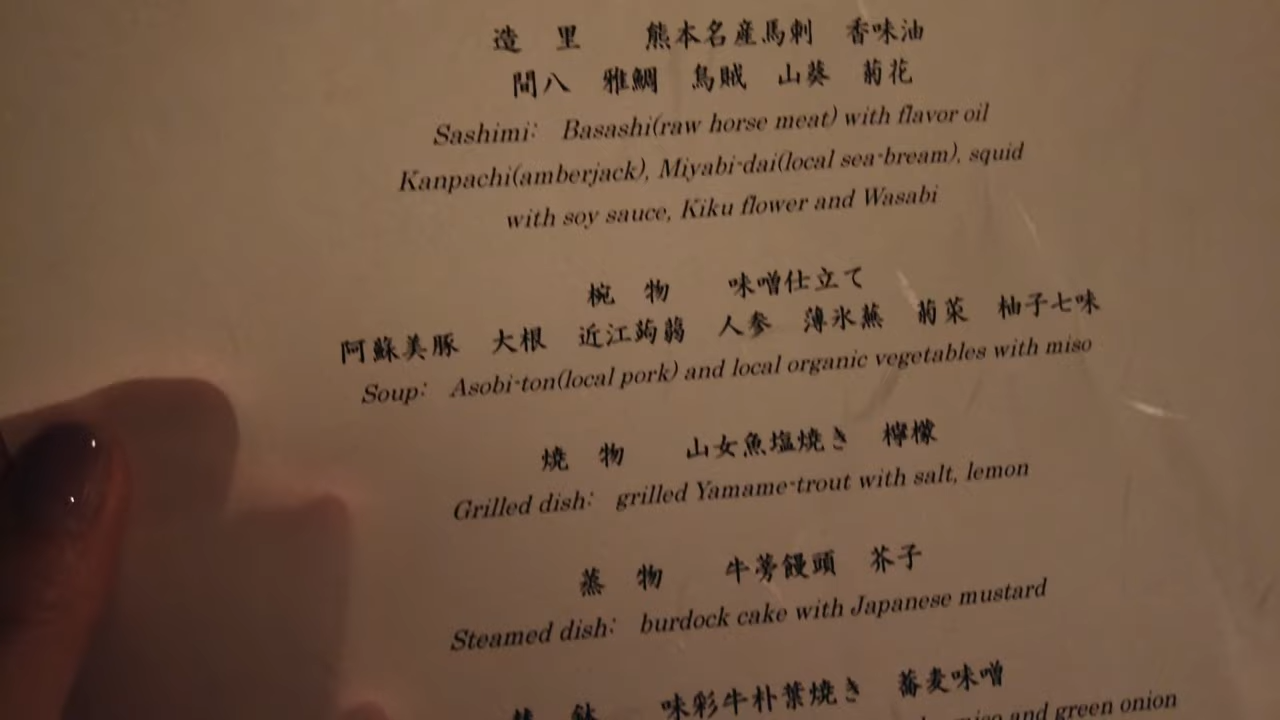 造 里 熊本名産馬刺 香味油
間八 雅鯛 烏賊 山葵 菊花
Sashimi: Basashi(raw horse meat) with flavor oil
Kanpachi(amberjack), Miyabi-dai(local sea-bream), squid
with soy sauce, Kiku flower and Wasabi
椀 物 味噌仕立て
阿蘇美豚 大根 近江蒟蒻 人参 薄氷蕪 菊菜 柚子七味
Soup: Asobi-ton(local pork) and local organic vegetables with miso
焼 物 山女魚塩焼き 檸檬
Grilled dish: grilled Yamame-trout with salt, lemon
蒸 物 牛蒡饅頭 芥子
Steamed dish: burdock cake with Japanese mustard
鉢 味彩牛朴葉焼き 蕎麦味噌
miso and green onion